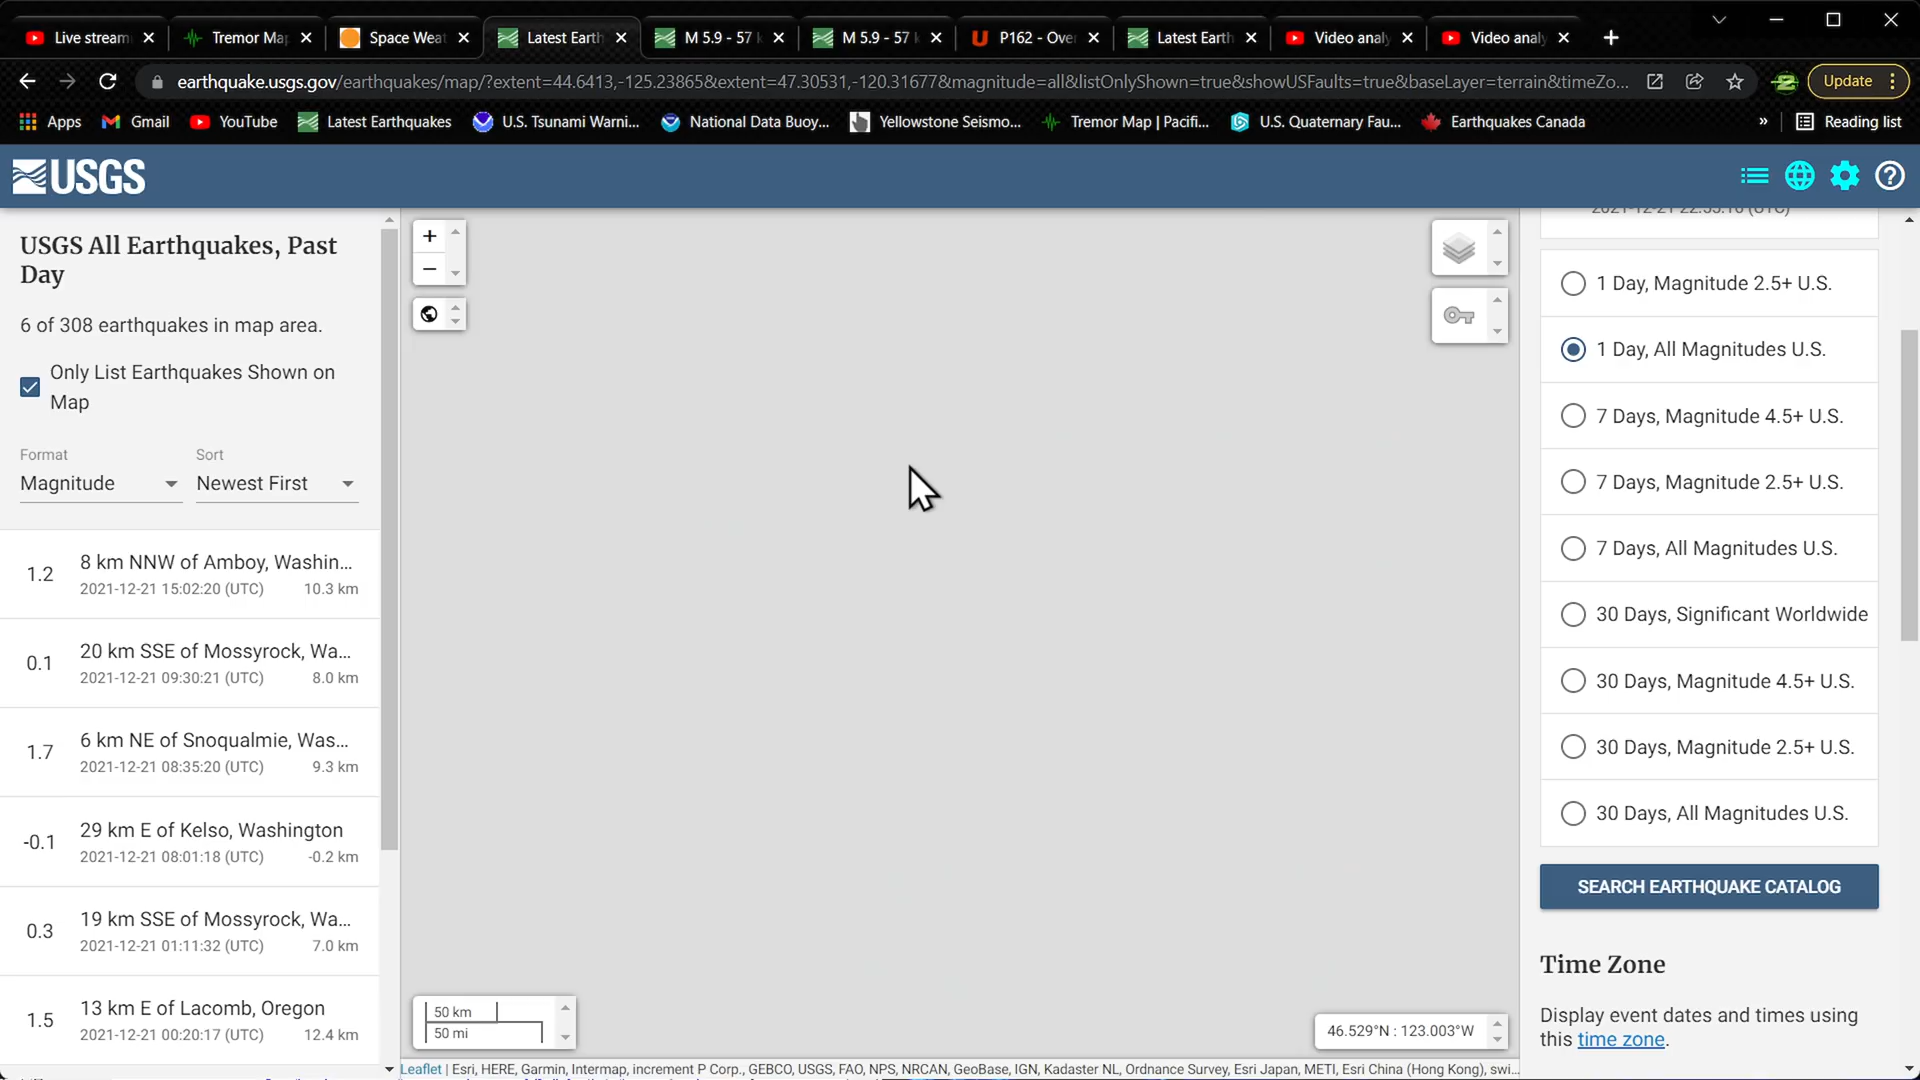 Live stream
Tremor Ma
Space Weat
Latest Earth
M 5.9 - 57 k
M 5.9 - 57 k
P162 - Ove
Latest Earth
Video analy
Video analy
earthquake.usgs.gov/earthquakes/map/?extent=44.6413,-125.23865&extent=47.30531,-120.31677&magnitude=all&listOnlyShown=true&showUSFaults=true&baseLayer=terrain&timeZo...
Update
Apps
Gmail
YouTube
Latest Earthquakes
U.S. Tsunami Warni...
National Data Buoy...
Yellowstone Seismo...
Tremor Map | Pacifi...
U.S. Quaternary Fau...
Earthquakes Canada
»
Reading list
USGS
USGS All Earthquakes, Past
Day
6 of 308 earthquakes in map area.
Only List Earthquakes Shown on
Map
Format
Sort
Magnitude
Newest First
1.2
8 km NNW of Amboy, Washin...
2021-12-21 15:02:20 (UTC)
10.3 km
0.1
20 km SSE of Mossyrock, Wa...
2021-12-21 09:30:21 (UTC)
8.0 km
1.7
6 km NE of Snoqualmie, Was...
2021-12-21 08:35:20 (UTC)
9.3 km
-0.1
29 km E of Kelso, Washington
2021-12-21 08:01:18 (UTC)
-0.2 km
0.3
19 km SSE of Mossyrock, Wa...
2021-12-21 01:11:32 (UTC)
7.0 km
1.5
13 km E of Lacomb, Oregon
2021-12-21 00:20:17 (UTC)
12.4 km
+
−
50 km
50 mi
46.529°N : 123.003°W
Leaflet | Esri, HERE, Garmin, Intermap, increment P Corp., GEBCO, USGS, FAO, NPS, NRCAN, GeoBase, IGN, Kadaster NL, Ordnance Survey, Esri Japan, METI, Esri China (Hong Kong), swi...
1 Day, Magnitude 2.5+ U.S.
1 Day, All Magnitudes U.S.
7 Days, Magnitude 4.5+ U.S.
7 Days, Magnitude 2.5+ U.S.
7 Days, All Magnitudes U.S.
30 Days, Significant Worldwide
30 Days, Magnitude 4.5+ U.S.
30 Days, Magnitude 2.5+ U.S.
30 Days, All Magnitudes U.S.
SEARCH EARTHQUAKE CATALOG
Time Zone
Display event dates and times using
this time zone.